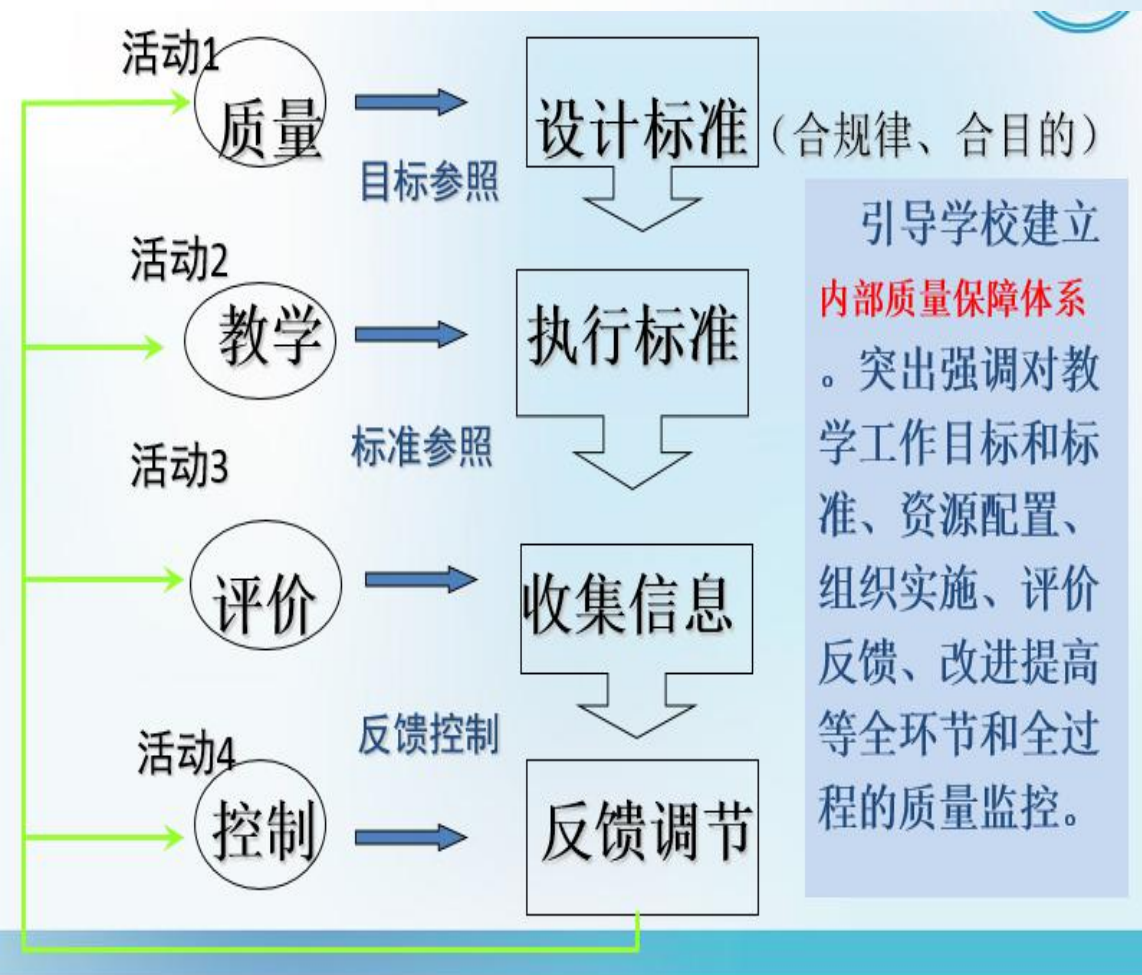 活动1
质量
设计标准
（合规律、合目的）
目标参照
活动2
教学
执行标准
标准参照
活动3
评价
收集信息
反馈控制
活动4
控制
反馈调节
引导学校建立
内部质量保障体系
。突出强调对教
学工作目标和标
准、资源配置、
组织实施、评价
反馈、改进提高
等全环节和全过
程的质量监控。